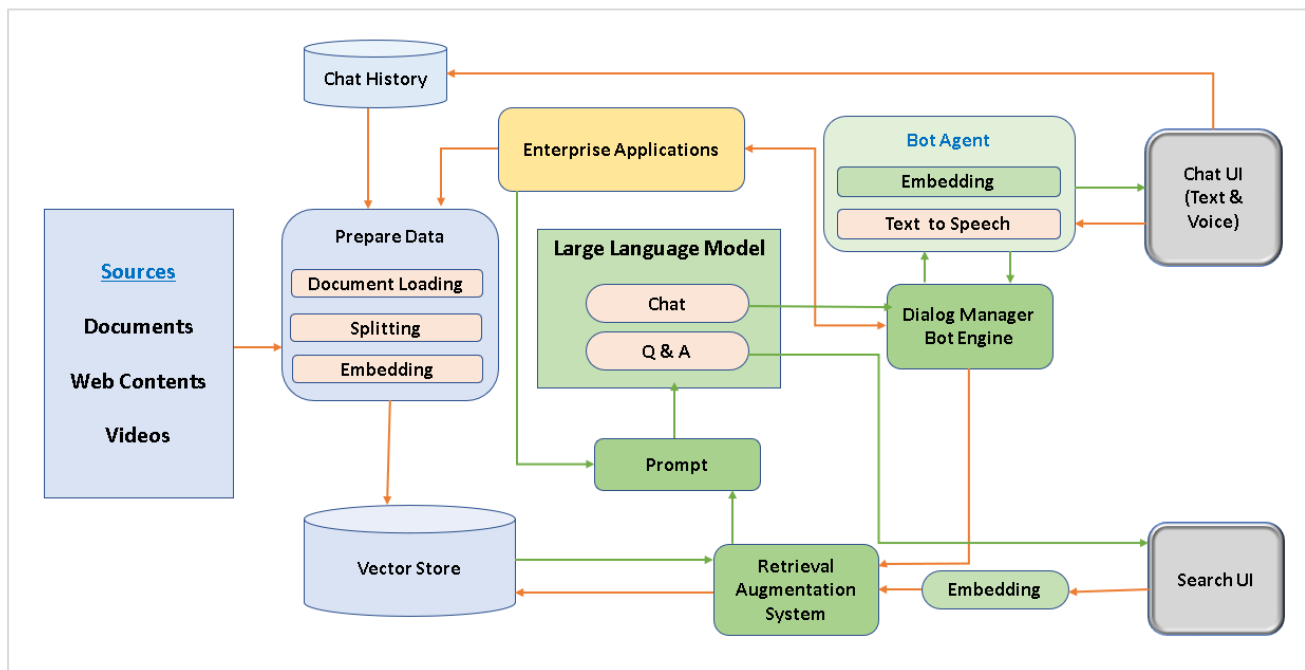 Chat History
Enterprise Applications
Bot Agent
Embedding
Text to Speech
Chat UI
(Text &
Voice)
Sources
Documents
Web Contents
Videos
Prepare Data
Document Loading
Splitting
Embedding
Large Language Model
Chat
Q & A
Dialog Manager
Bot Engine
Prompt
Vector Store
Retrieval
Augmentation
System
Embedding
Search UI